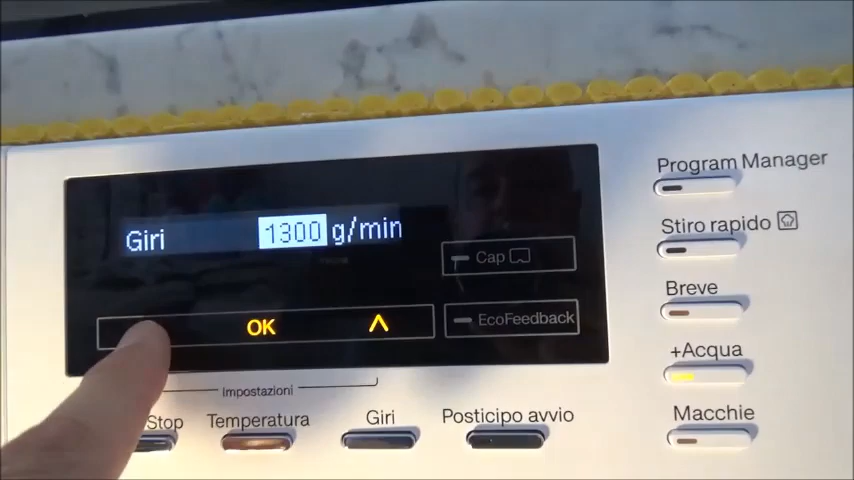 Giri 1300 g/min
Cap
OK
EcoFeedback
impostazioni
Stop
Temperatura
Giri
Posticipo avvio
Program Manager
Stiro rapido
Breve
+Acqua
Macchie